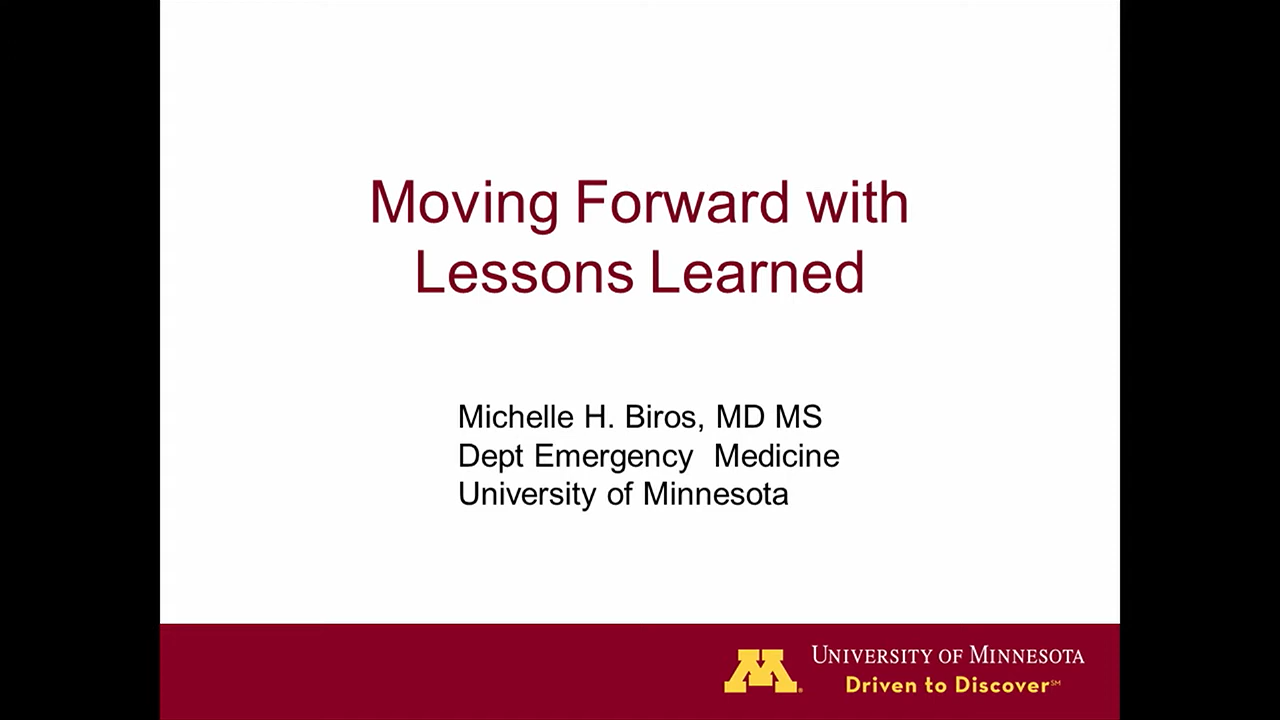 Moving Forward with
Lessons Learned
Michelle H. Biros, MD MS
Dept Emergency  Medicine
University of Minnesota
M®
UNIVERSITY OF MINNESOTA
Driven to Discover℠